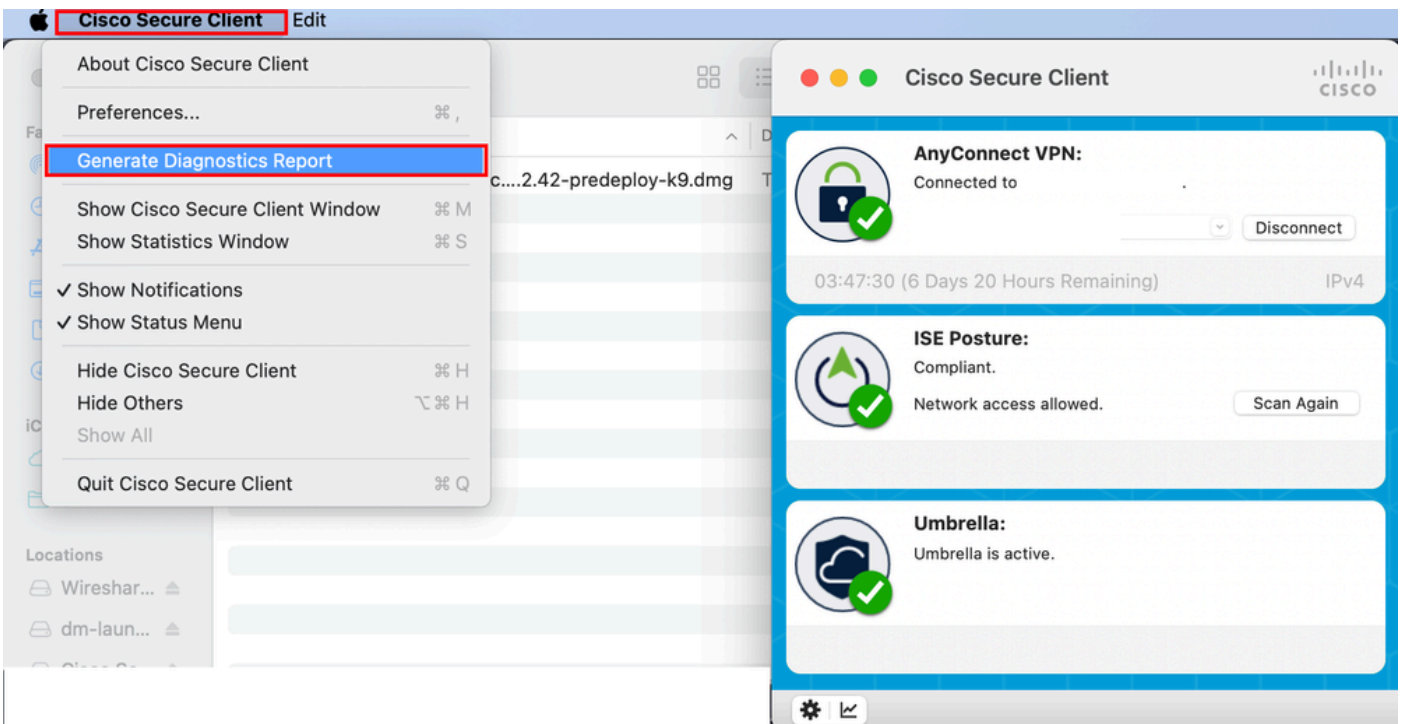 Cisco Secure Client Edit
About Cisco Secure Client
Preferences... ⌘ ,
Generate Diagnostics Report
Show Cisco Secure Client Window ⌘ M
Show Statistics Window ⌘ S
✓ Show Notifications
✓ Show Status Menu
Hide Cisco Secure Client ⌘ H
Hide Others ⌥ ⌘ H
Show All
Quit Cisco Secure Client ⌘ Q
Fa
iC
Locations
Wireshar...
dm-laun...
D
c....2.42-predeploy-k9.dmg T
Cisco Secure Client
CISCO
AnyConnect VPN:
Connected to .
Disconnect
03:47:30 (6 Days 20 Hours Remaining) IPv4
ISE Posture:
Compliant.
Network access allowed. Scan Again
Umbrella:
Umbrella is active.